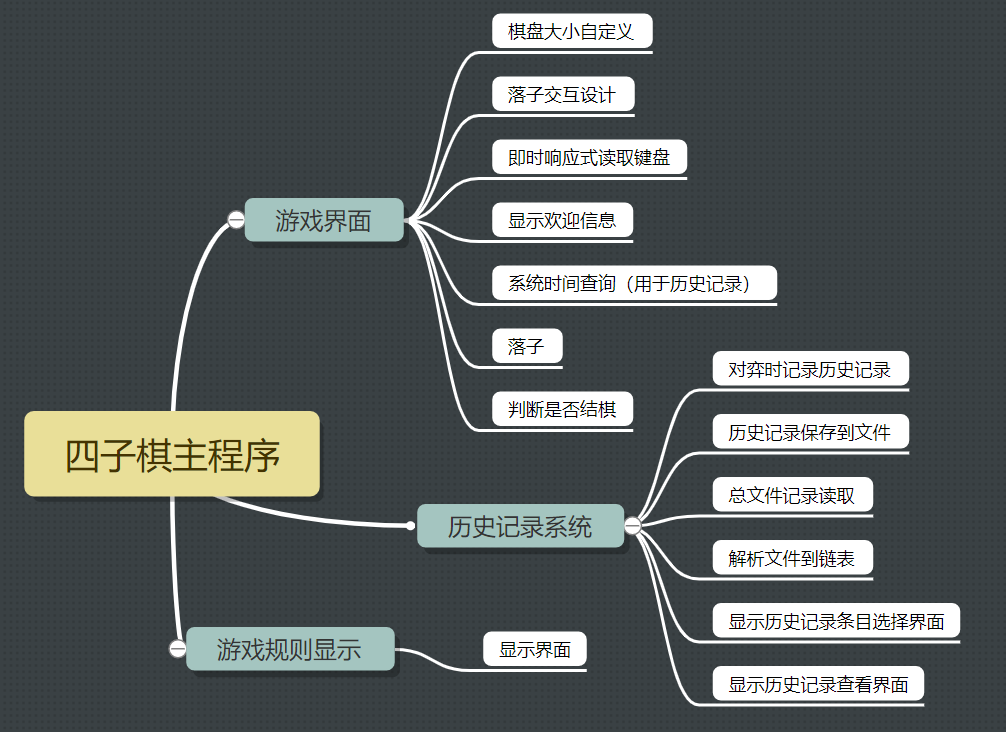 四子棋主程序
游戏界面
棋盘大小自定义
落子交互设计
即时响应式读取键盘
显示欢迎信息
系统时间查询（用于历史记录）
落子
判断是否结棋
历史记录系统
对弈时记录历史记录
历史记录保存到文件
总文件记录读取
解析文件到链表
显示历史记录条目选择界面
显示历史记录查看界面
游戏规则显示
显示界面